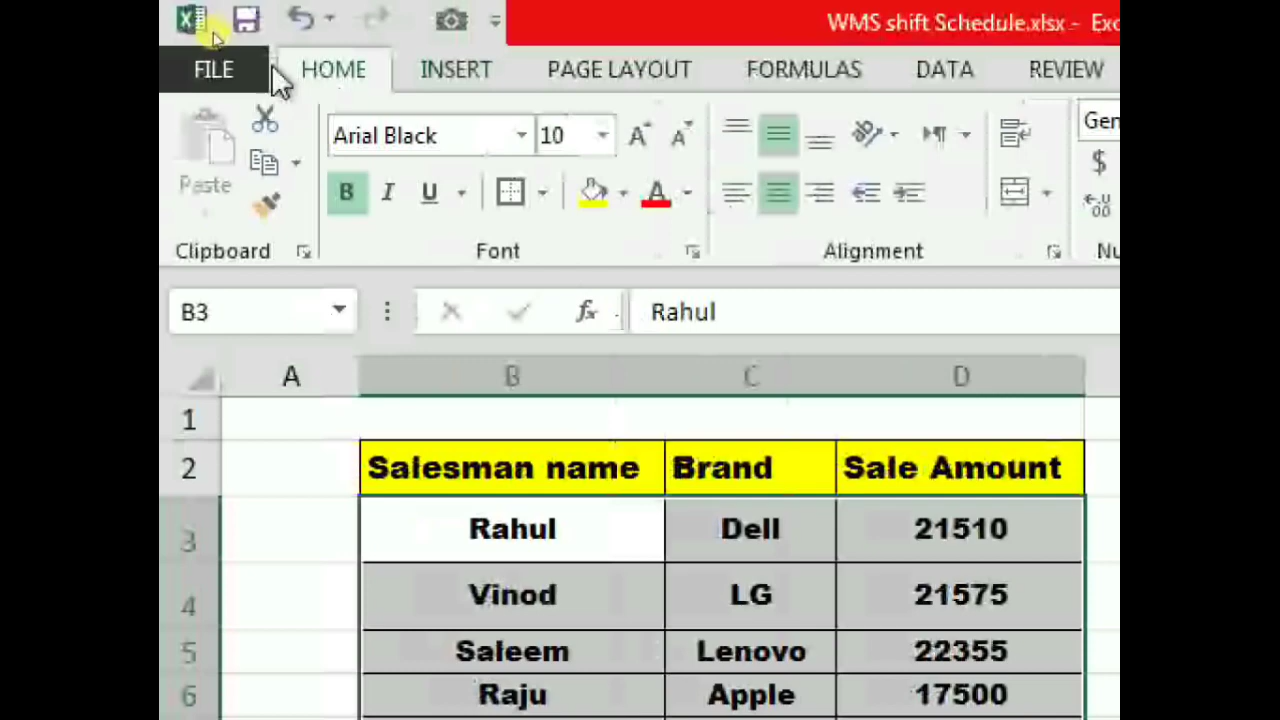 WMS shift Schedule.xlsx - Exc
FILE HOME INSERT PAGE LAYOUT FORMULAS DATA REVIEW
Arial Black 10 Gen
Paste B I U A $
Clipboard Font Alignment Nu
B3 fx Rahul
A B C D
1
2 Salesman name Brand Sale Amount
3 Rahul Dell 21510
4 Vinod LG 21575
5 Saleem Lenovo 22355
6 Raju Apple 17500